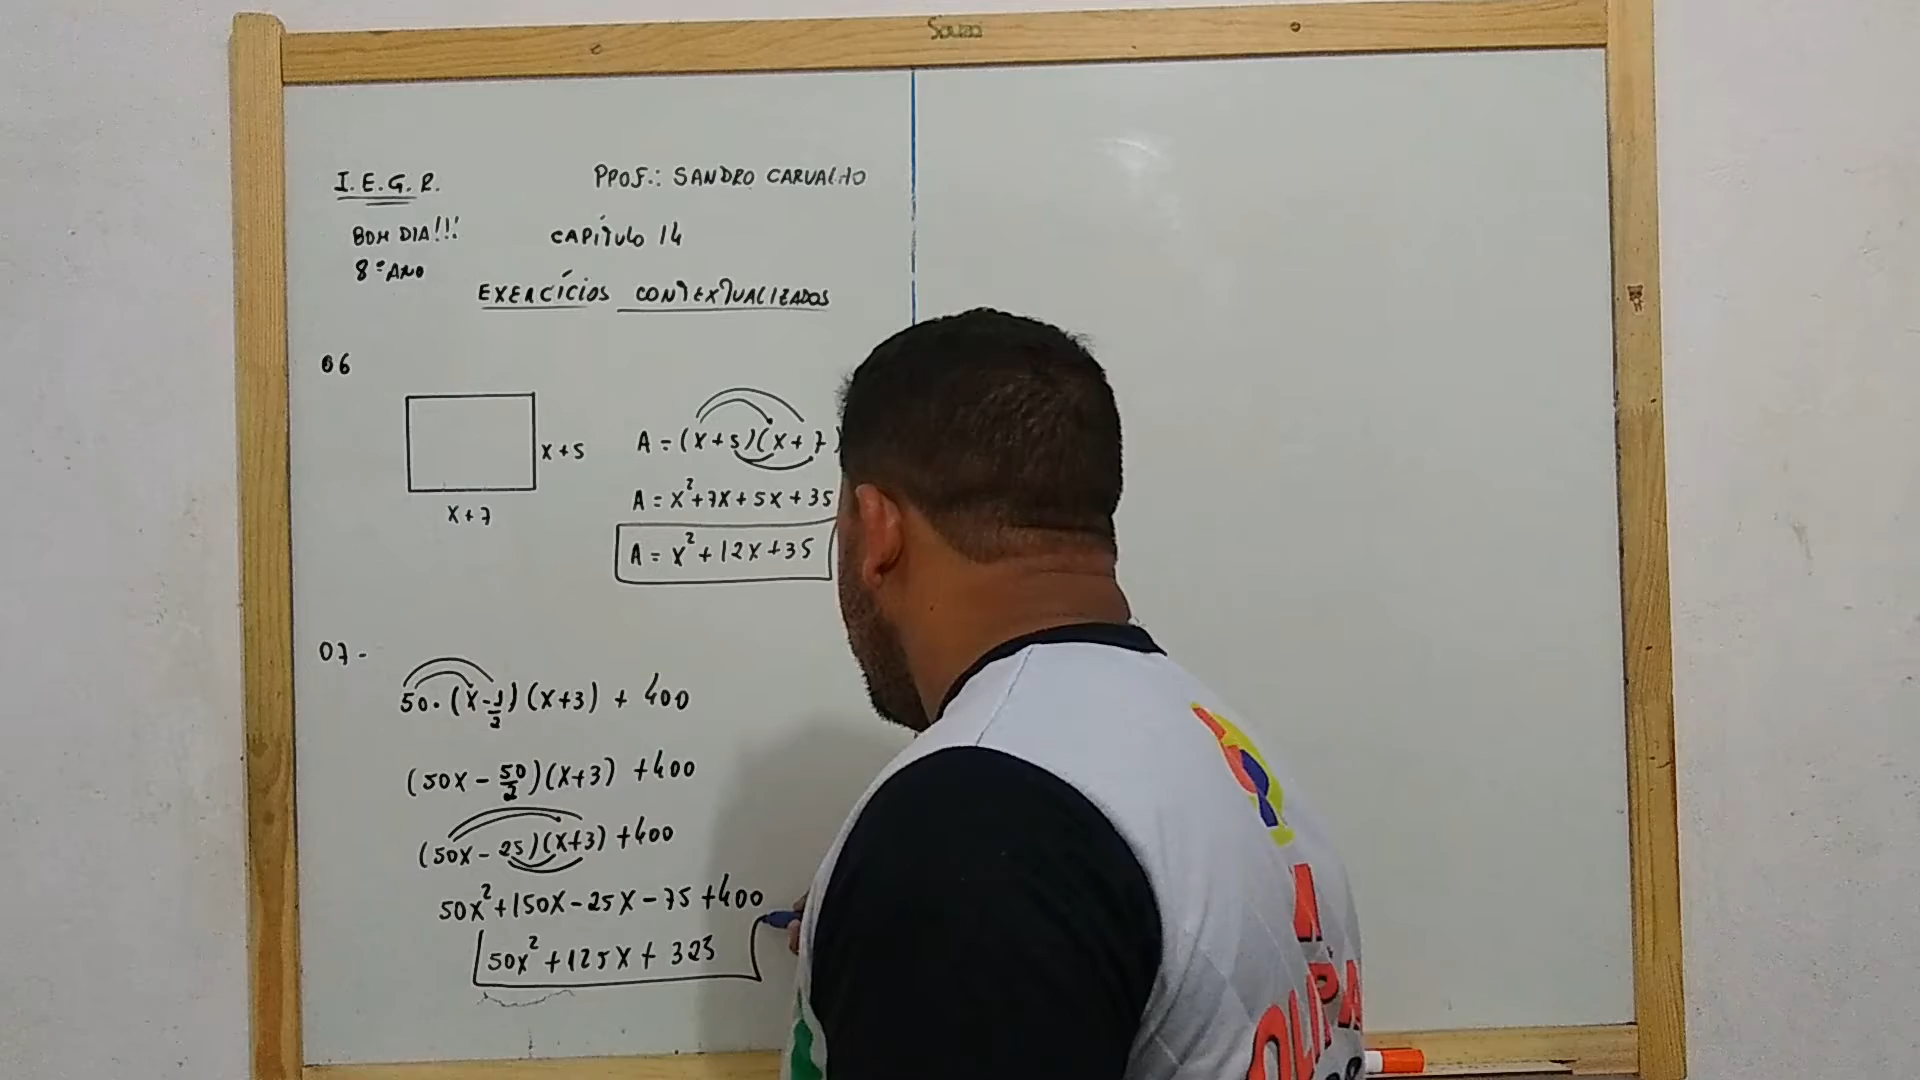 Souza
I.E.G.R. PROF.: SANDRO CARVALHO
BOM DIA!!! CAPÍTULO 14
8º ANO
EXERCÍCIOS CONTEXTUALIZADOS
06
x+5
x+7
A = (x+5)(x+7)
A = x²+7x+5x+35
A = x²+12x+35
07-
50·(x-1/2)(x+3) + 400
(50x - 50/2)(x+3) +400
(50x - 25)(x+3) +400
50x²+150x-25x-75+400
50x²+125x+325